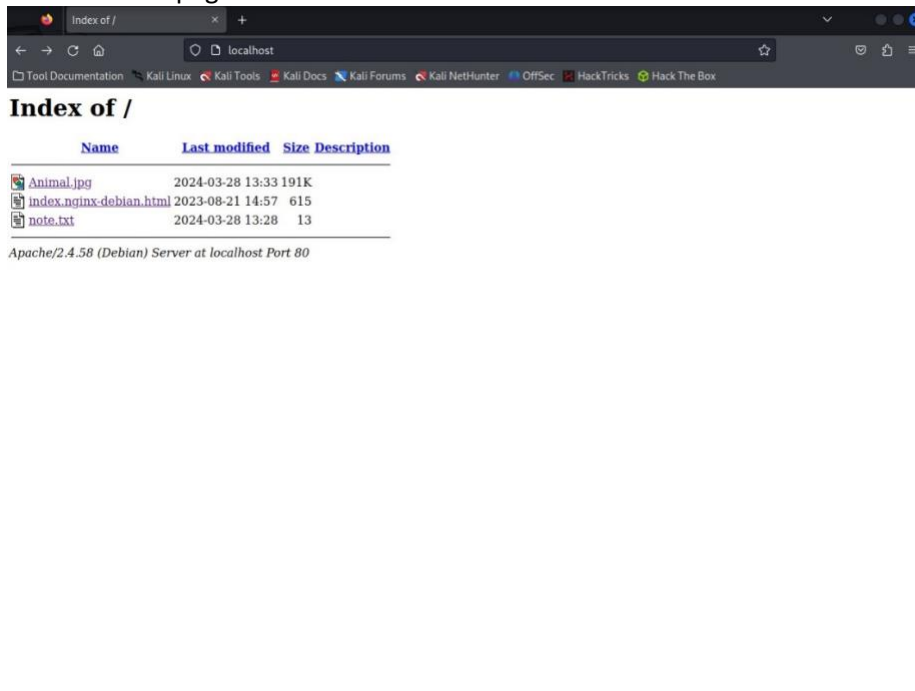 Index of /
localhost
Tool Documentation Kali Linux Kali Tools Kali Docs Kali Forums Kali NetHunter OffSec HackTricks Hack The Box
Index of /
Name Last modified Size Description
Animal.jpg 2024-03-28 13:33 191K
index.nginx-debian.html 2023-08-21 14:57 615
note.txt 2024-03-28 13:28 13
Apache/2.4.58 (Debian) Server at localhost Port 80